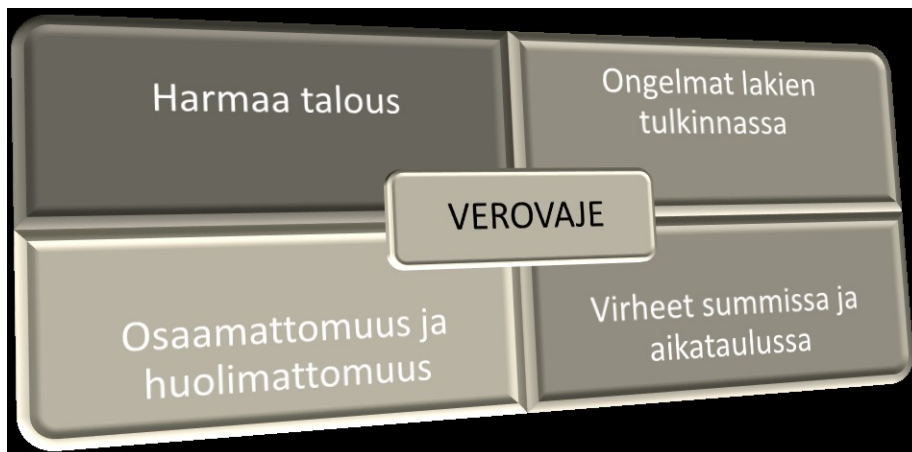 Harmaa talous
Ongelmat lakien
tulkinnassa
VEROVAJE
Osaamattomuus ja
huolimattomuus
Virheet summissa ja
aikataulussa